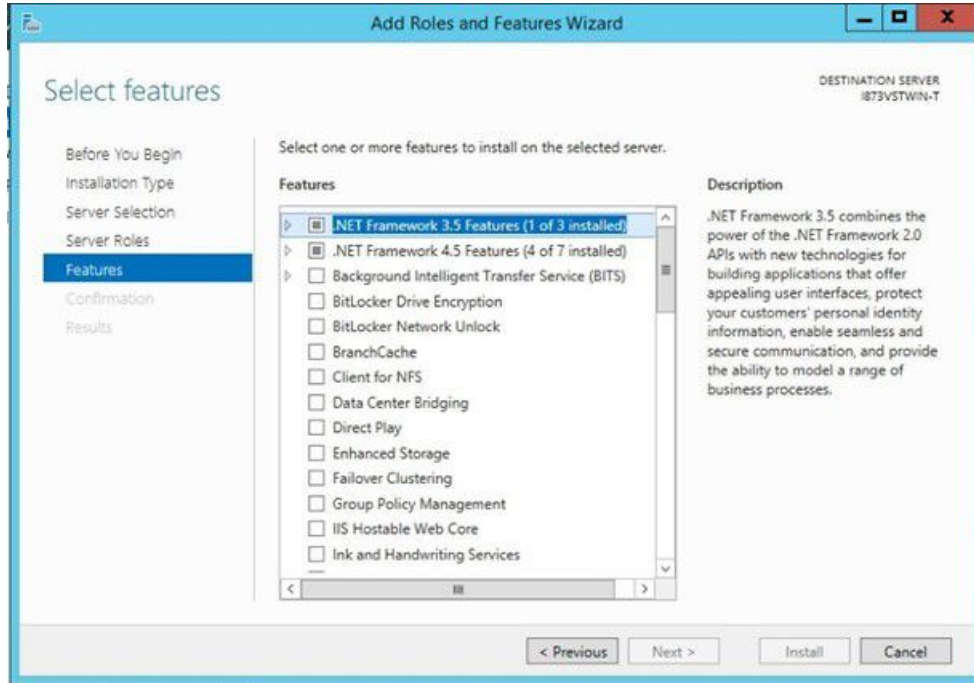 Add Roles and Features Wizard
Select features
DESTINATION SERVER
I873VSTWIN-T
Before You Begin
Installation Type
Server Selection
Server Roles
Features
Confirmation
Results
Select one or more features to install on the selected server.
Features
.NET Framework 3.5 Features (1 of 3 installed)
.NET Framework 4.5 Features (4 of 7 installed)
Background Intelligent Transfer Service (BITS)
BitLocker Drive Encryption
BitLocker Network Unlock
BranchCache
Client for NFS
Data Center Bridging
Direct Play
Enhanced Storage
Failover Clustering
Group Policy Management
IIS Hostable Web Core
Ink and Handwriting Services
Description
.NET Framework 3.5 combines the
power of the .NET Framework 2.0
APIs with new technologies for
building applications that offer
appealing user interfaces, protect
your customers' personal identity
information, enable seamless and
secure communication, and provide
the ability to model a range of
business processes.
< Previous
Next >
Install
Cancel